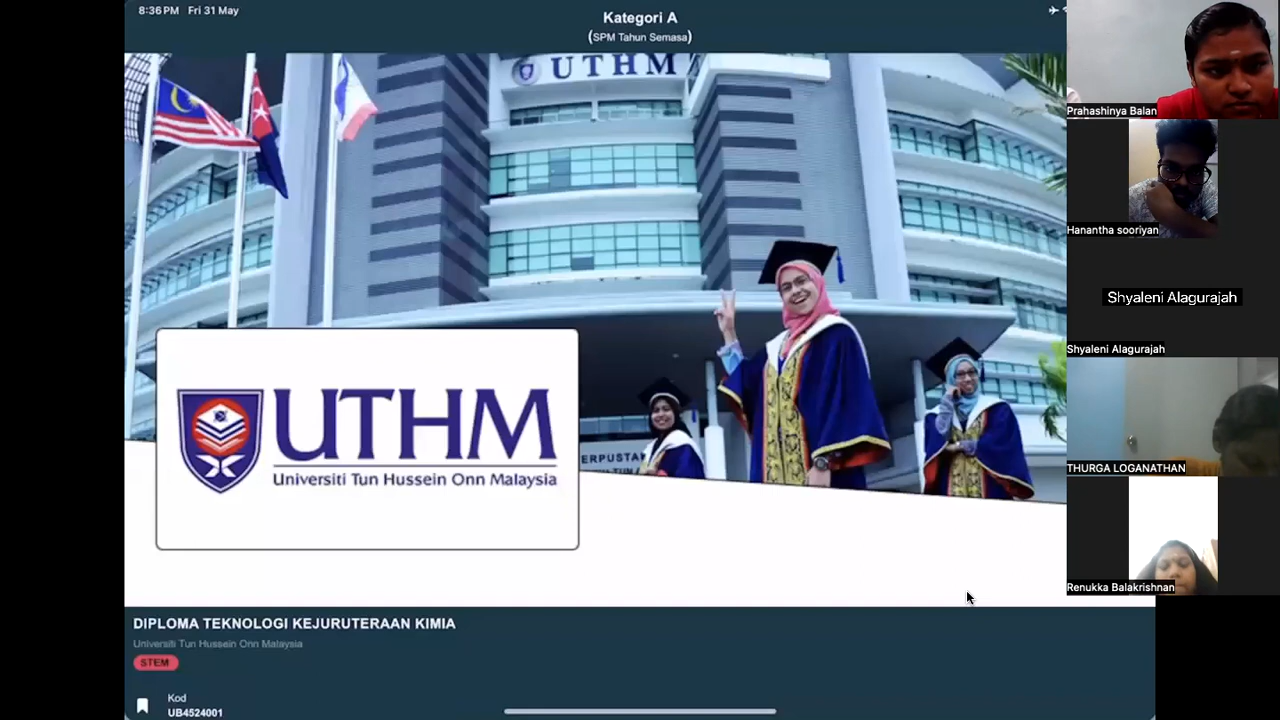 8:36 PM Fri 31 May
Kategori A
(SPM Tahun Semasa)
UTHM
UTHM
Universiti Tun Hussein Onn Malaysia
DIPLOMA TEKNOLOGI KEJURUTERAAN KIMIA
Universiti Tun Hussein Onn Malaysia
STEM
Kod
UB4524001
Prahashinya Balan
Hanantha sooriyan
Shyaleni Alagurajah
Shyaleni Alagurajah
THURGA LOGANATHAN
Renukka Balakrishnan